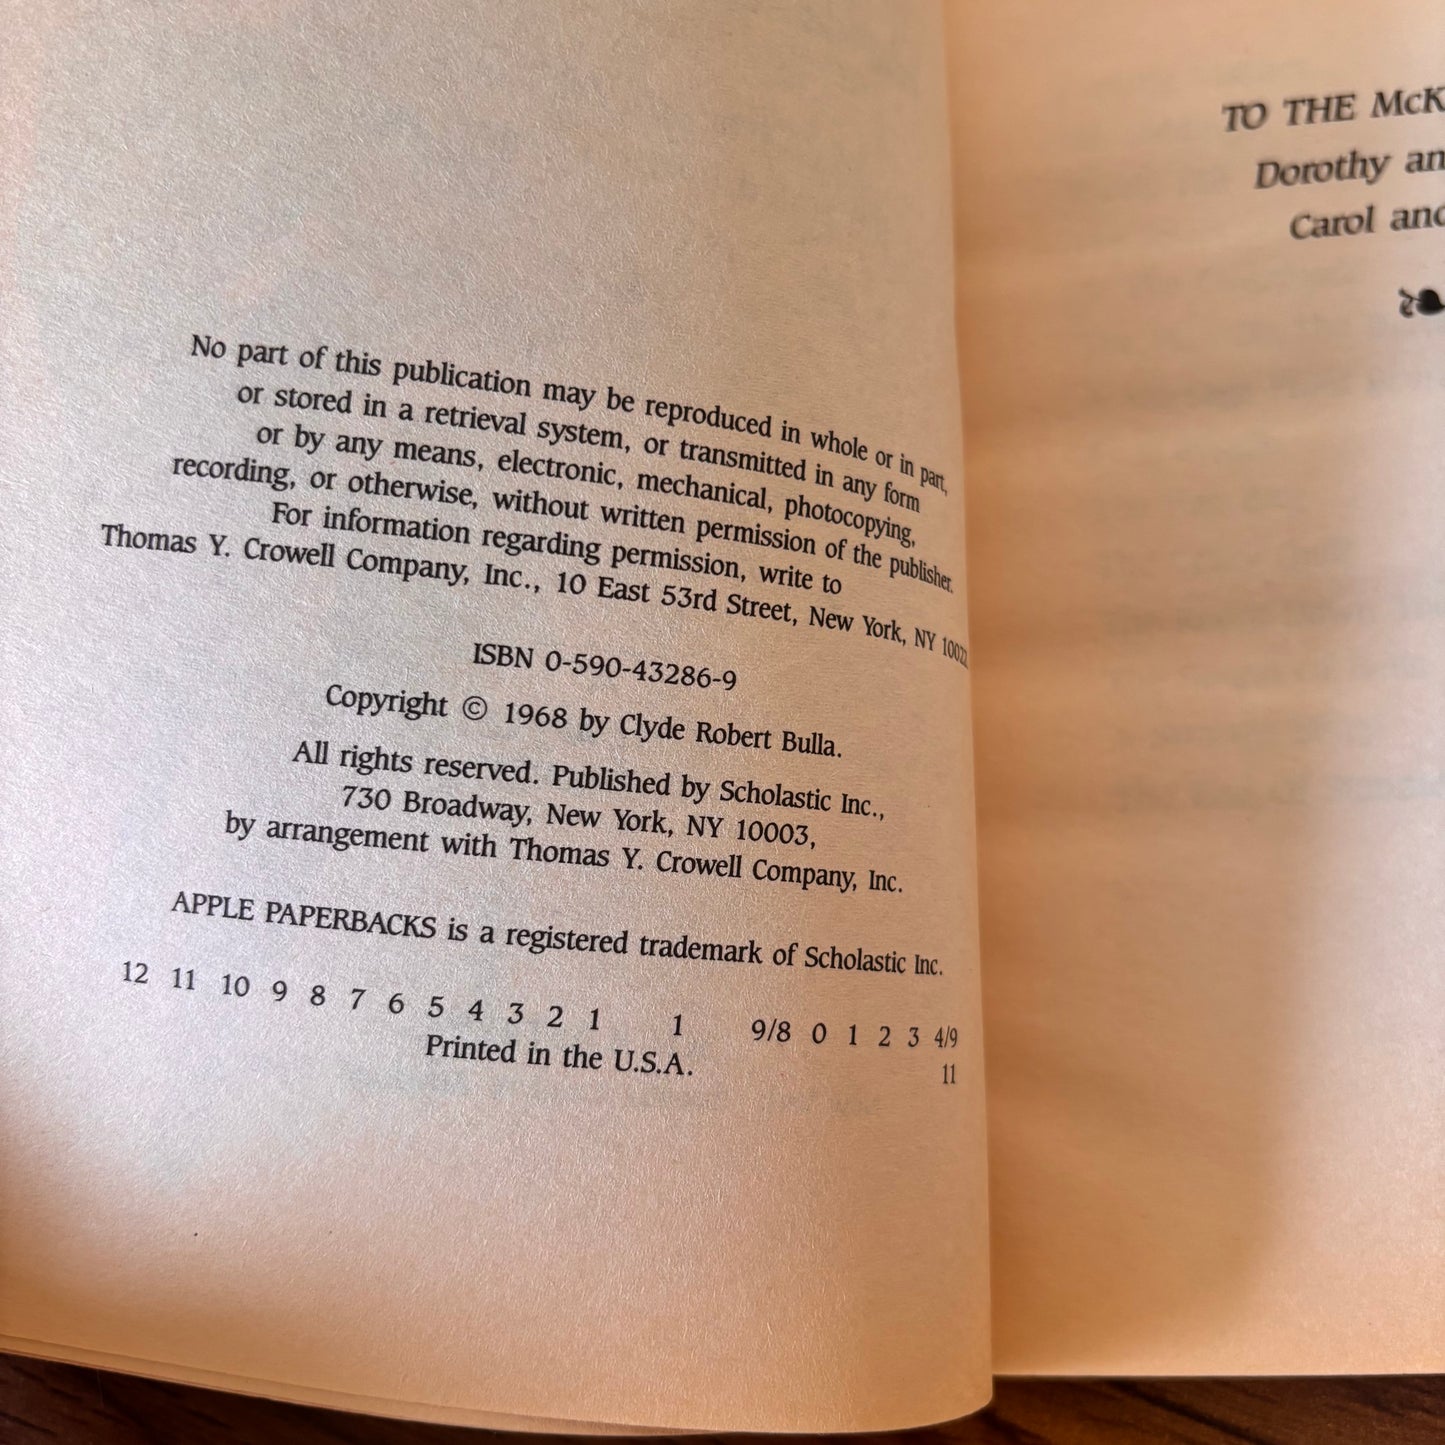 No part of this publication may be reproduced in whole or in part,
or stored in a retrieval system, or transmitted in any form
or by any means, electronic, mechanical, photocopying,
recording, or otherwise, without written permission of the publisher.
For information regarding permission, write to
Thomas Y. Crowell Company, Inc., 10 East 53rd Street, New York, NY 10022
ISBN 0-590-43286-9
Copyright © 1968 by Clyde Robert Bulla.
All rights reserved. Published by Scholastic Inc.,
730 Broadway, New York, NY 10003,
by arrangement with Thomas Y. Crowell Company, Inc.
APPLE PAPERBACKS is a registered trademark of Scholastic Inc.
12 11 10 9 8 7 6 5 4 3 2 1 1 9/8 0 1 2 3 4/9
Printed in the U.S.A. 11
TO THE McK
Dorothy an
Carol and